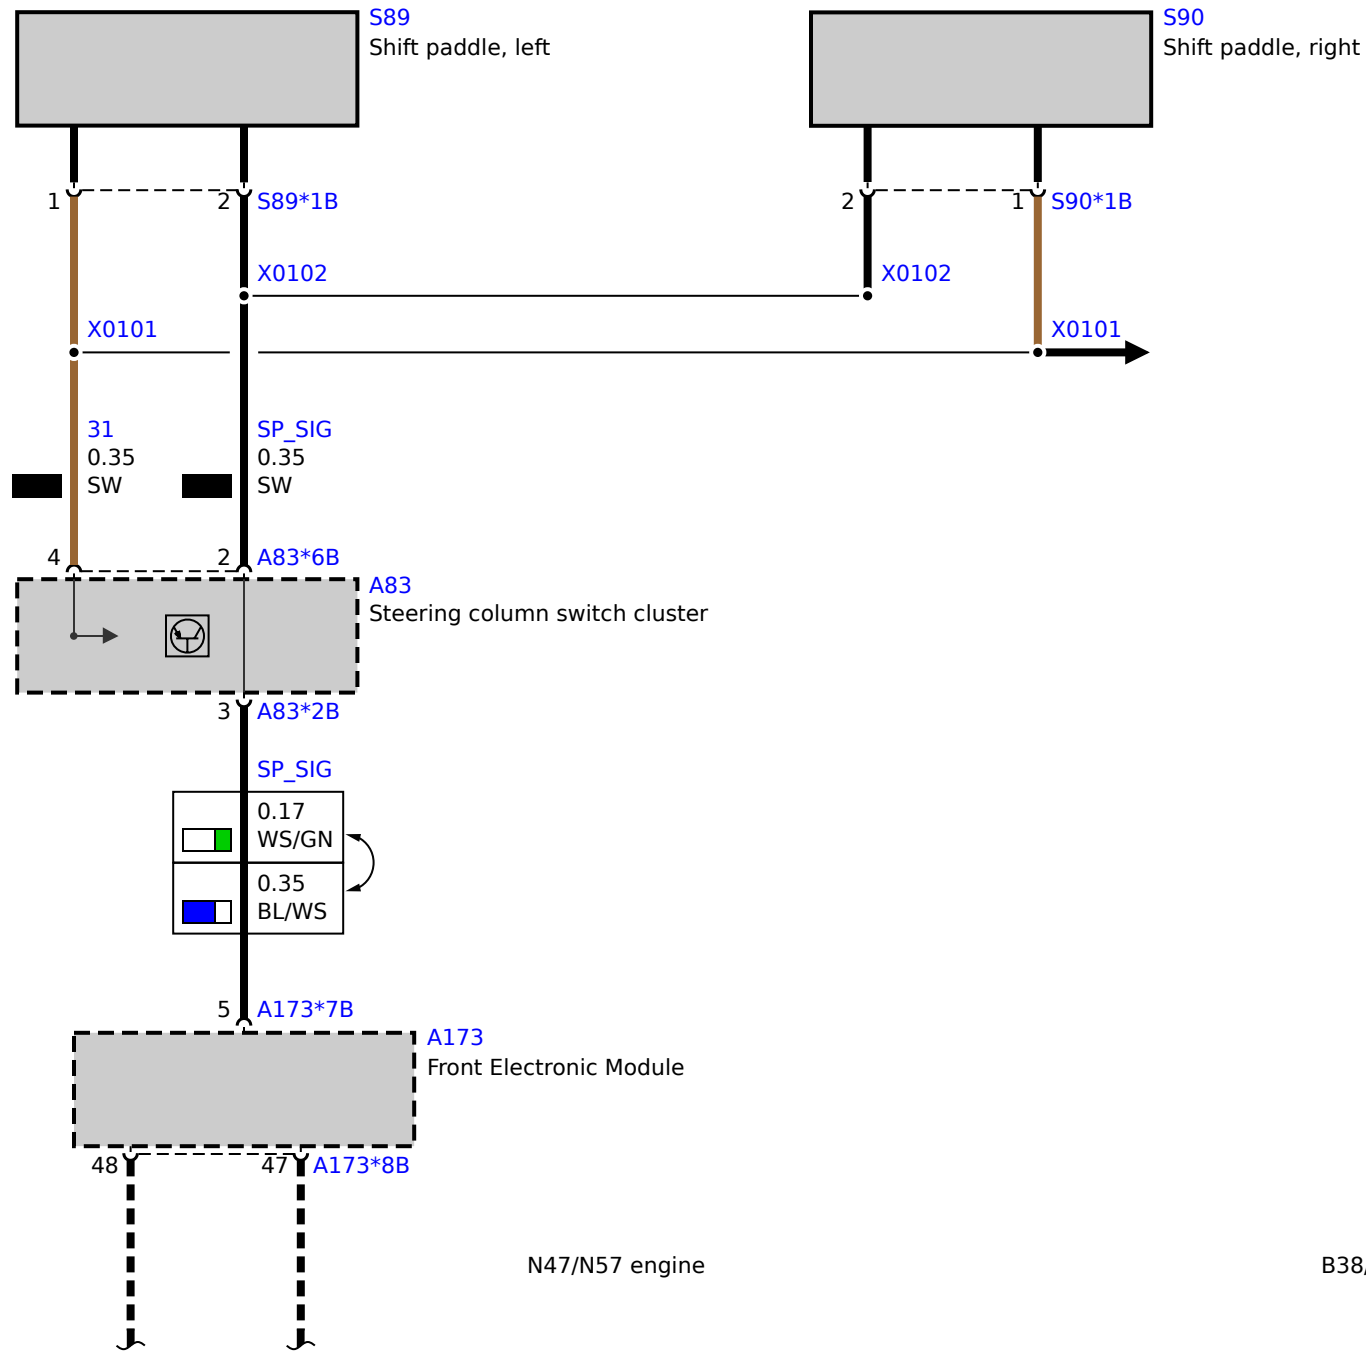 S89
Shift paddle, left
S90
Shift paddle, right
1
2
S89*1B
2
1
S90*1B
X0102
X0102
X0101
X0101
31
0.35
SW
SP_SIG
0.35
SW
4
2
A83*6B
A83
Steering column switch cluster
3
A83*2B
SP_SIG
0.17
WS/GN
0.35
BL/WS
5
A173*7B
A173
Front Electronic Module
48
47
A173*8B
N47/N57 engine
B38/